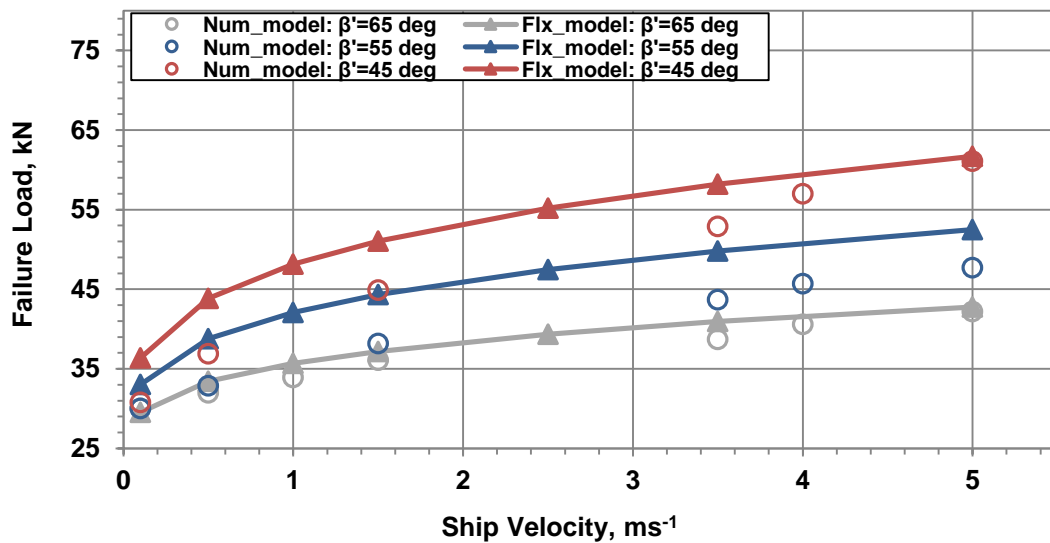 75
Num_model: β'=65 deg Flx_model: β'=65 deg
Num_model: β'=55 deg Flx_model: β'=55 deg
Num_model: β'=45 deg Flx_model: β'=45 deg
65
55
45
35
25
Failure Load, kN
0 1 2 3 4 5
Ship Velocity, ms⁻¹